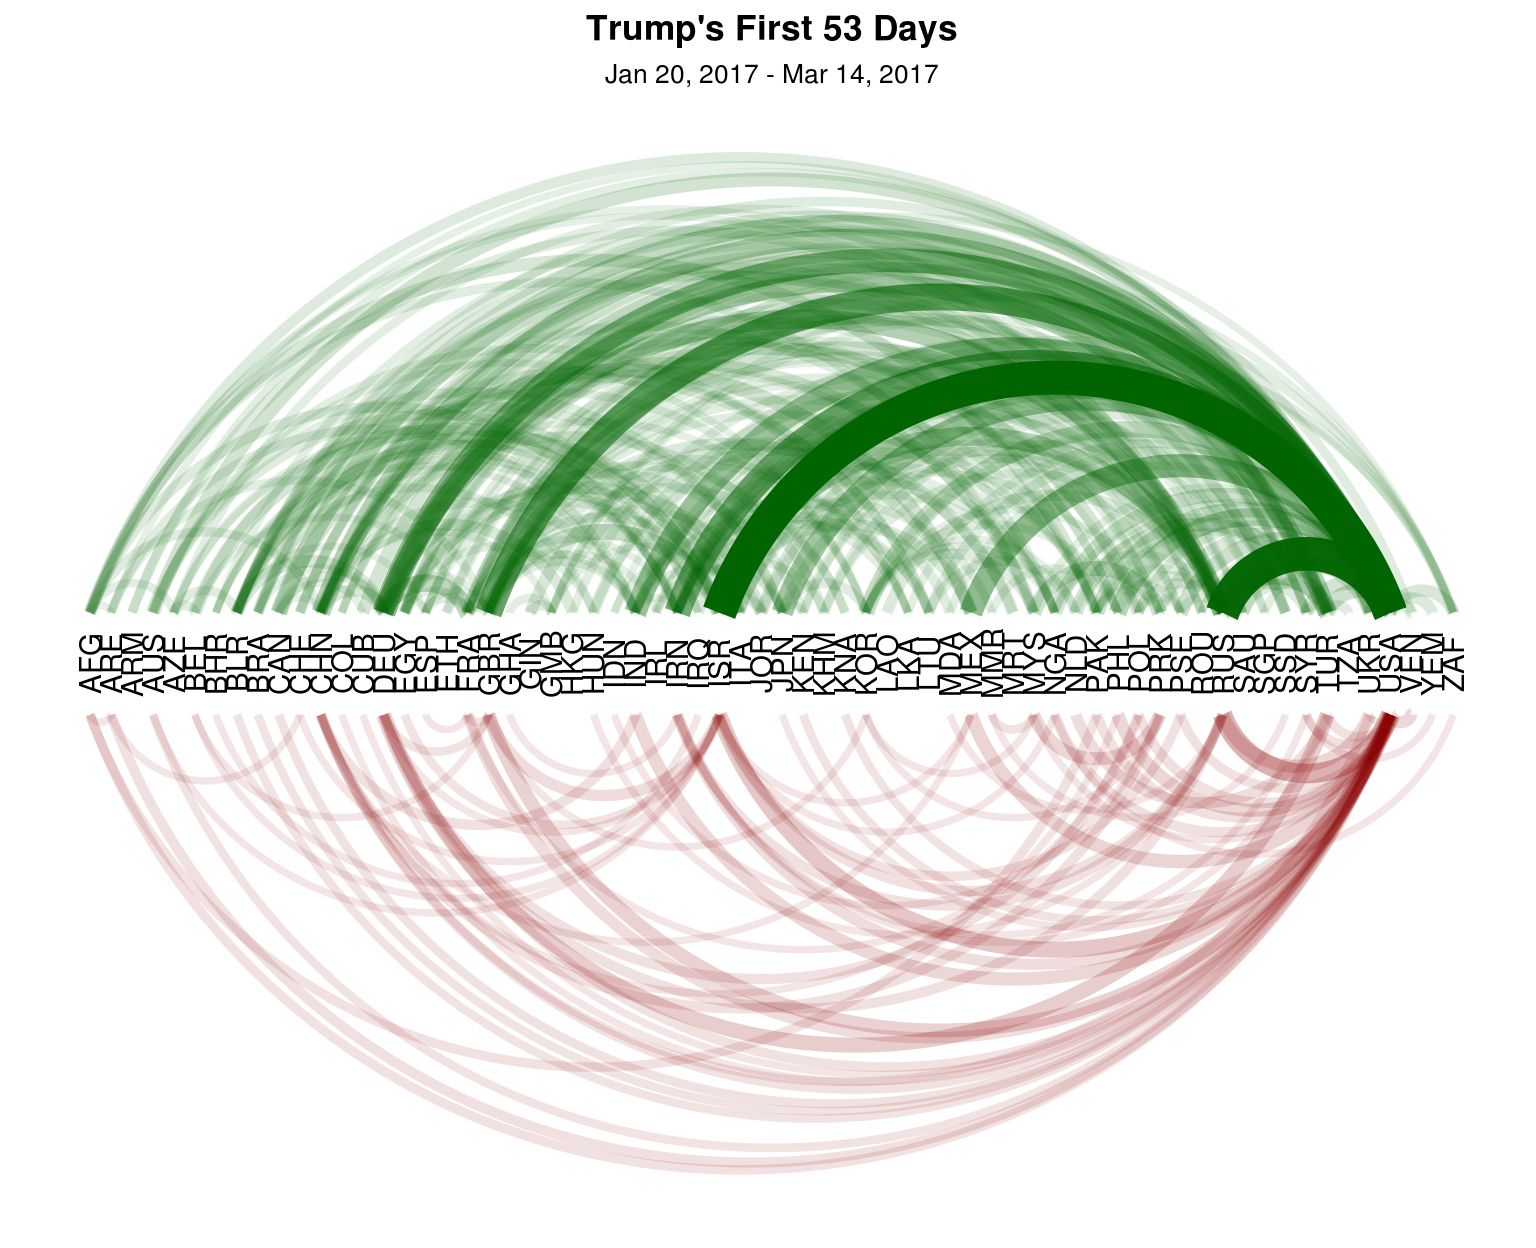 Trump's First 53 Days
Jan 20, 2017 - Mar 14, 2017
AFG
ARE
ARM
AUS
AZE
BEL
BHR
BLR
BRA
CAN
CHE
CHN
COL
CUB
DEU
EGY
ESP
ETH
FRA
GBR
GHA
GIN
GMB
HKG
HUN
IDN
IND
IRL
IRN
IRQ
ISR
ITA
JOR
JPN
KEN
KHM
KNA
KOR
LAO
LKA
LTU
MDA
MEX
MMR
MRT
MYS
NGA
NLD
PAK
PHL
POL
PRK
PSE
ROU
RUS
SAU
SGP
SSD
SYR
TUR
TZA
UKR
USA
VEN
YEM
ZAF